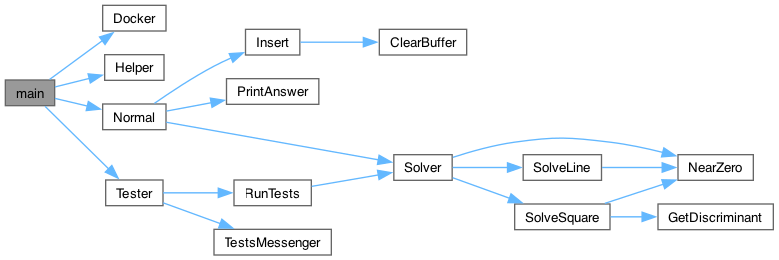 main
Docker
Helper
Normal
Tester
Insert
PrintAnswer
RunTests
TestsMessenger
ClearBuffer
Solver
SolveLine
SolveSquare
NearZero
GetDiscriminant